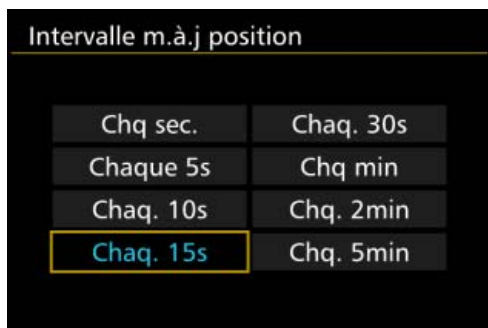 Intervalle m.à.j position
Chq sec.
Chaq. 30s
Chaque 5s
Chq min
Chaq. 10s
Chq. 2min
Chaq. 15s
Chq. 5min